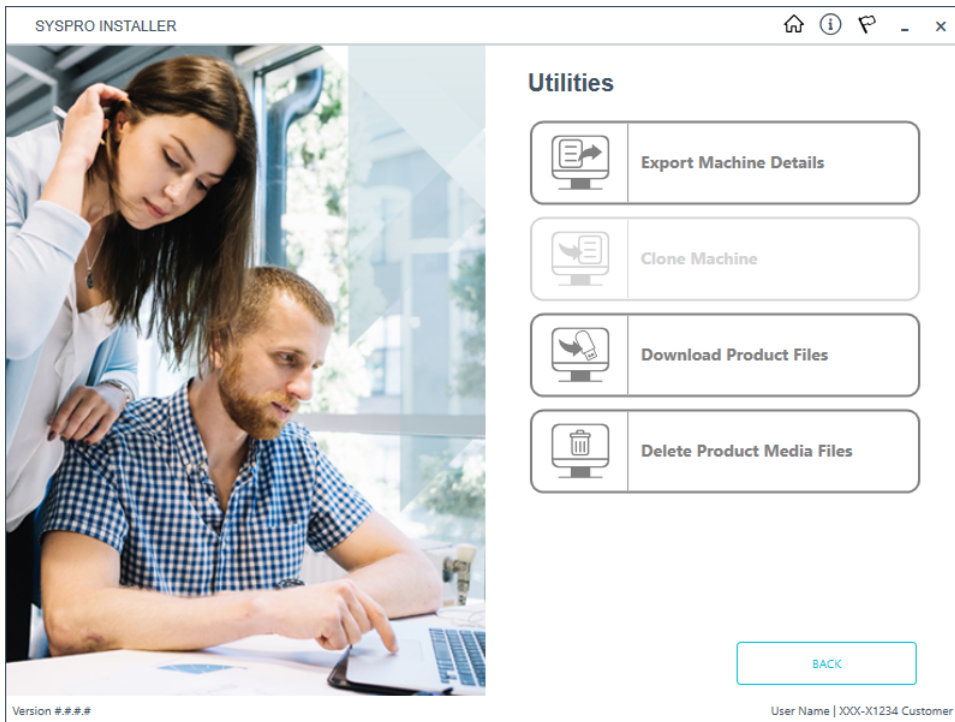 SYSPRO INSTALLER
Utilities
Export Machine Details
Clone Machine
Download Product Files
Delete Product Media Files
BACK
Version #.#.#.#
User Name | XXX-X1234 Customer